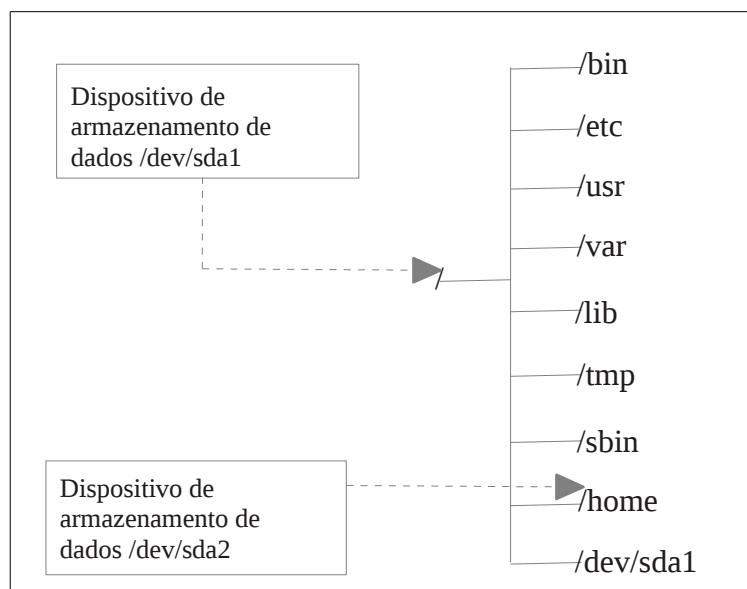 Dispositivo de
armazenamento de
dados /dev/sda1
/
/bin
/etc
/usr
/var
/lib
/tmp
/sbin
/home
/dev/sda1
Dispositivo de
armazenamento de
dados /dev/sda2